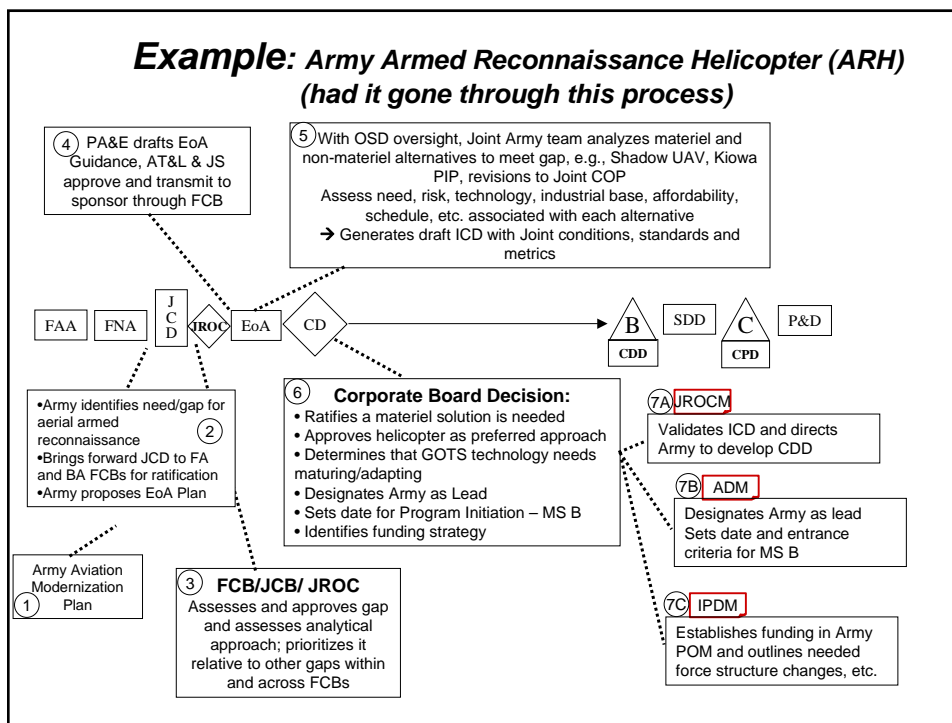 Example: Army Armed Reconnaissance Helicopter (ARH)
(had it gone through this process)
4
PA&E drafts EoA
Guidance, AT&L & JS
approve and transmit to
sponsor through FCB
5
With OSD oversight, Joint Army team analyzes materiel and
non-materiel alternatives to meet gap, e.g., Shadow UAV, Kiowa
PIP, revisions to Joint COP
Assess need, risk, technology, industrial base, affordability,
schedule, etc. associated with each alternative
→ Generates draft ICD with Joint conditions, standards and
metrics
FAA
FNA
J
C
D
JROC
EoA
CD
B
CDD
SDD
C
CPD
P&D
•Army identifies need/gap for
aerial armed
reconnaissance
2
•Brings forward JCD to FA
and BA FCBs for ratification
•Army proposes EoA Plan
6
Corporate Board Decision:
• Ratifies a materiel solution is needed
• Approves helicopter as preferred approach
• Determines that GOTS technology needs
maturing/adapting
• Designates Army as Lead
• Sets date for Program Initiation – MS B
• Identifies funding strategy
7A JROCM
Validates ICD and directs
Army to develop CDD
7B ADM
Designates Army as lead
Sets date and entrance
criteria for MS B
7C IPDM
Establishes funding in Army
POM and outlines needed
force structure changes, etc.
Army Aviation
Modernization
Plan
1
3
FCB/JCB/ JROC
Assesses and approves gap
and assesses analytical
approach; prioritizes it
relative to other gaps within
and across FCBs